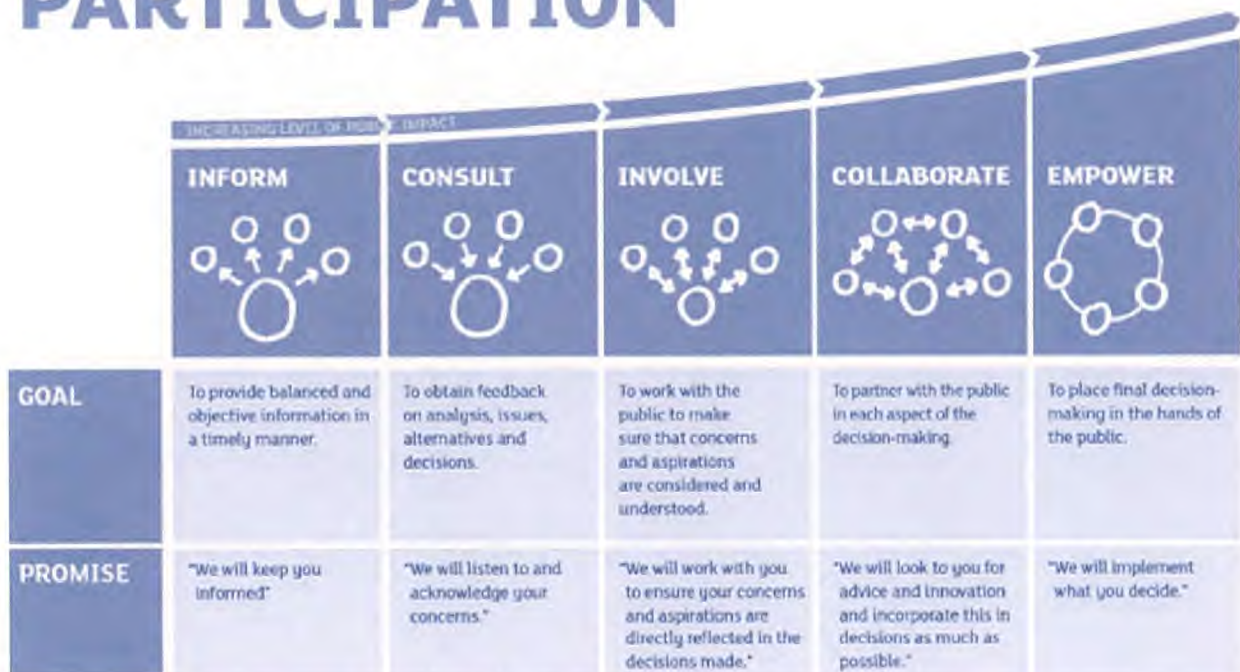 PARTICIPATION
INCREASING LEVEL OF PUBLIC IMPACT
INFORM
CONSULT
INVOLVE
COLLABORATE
EMPOWER
GOAL
To provide balanced and
objective information in
a timely manner.
To obtain feedback
on analysis, issues,
alternatives and
decisions.
To work with the
public to make
sure that concerns
and aspirations
are considered and
understood.
To partner with the public
in each aspect of the
decision-making.
To place final decision-
making in the hands of
the public.
PROMISE
"We will keep you
informed"
"We will listen to and
acknowledge your
concerns."
"We will work with you
to ensure your concerns
and aspirations are
directly reflected in the
decisions made."
"We will look to you for
advice and innovation
and incorporate this in
decisions as much as
possible."
"We will implement
what you decide."